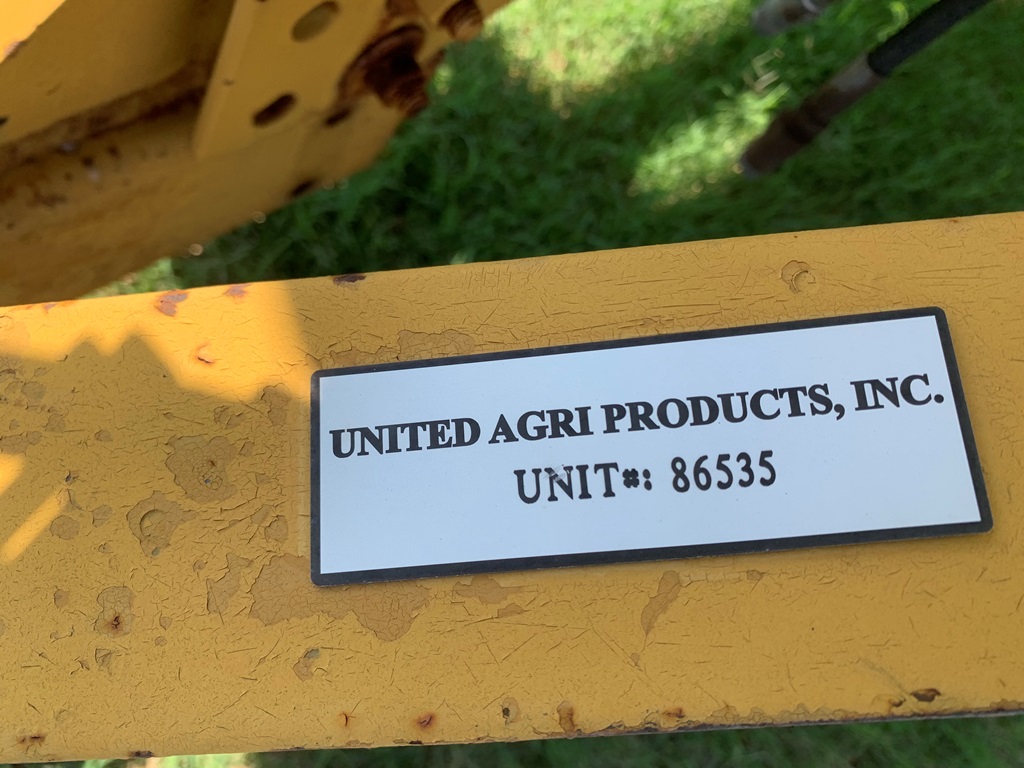 UNITED AGRI PRODUCTS, INC.
UNIT#: 86535